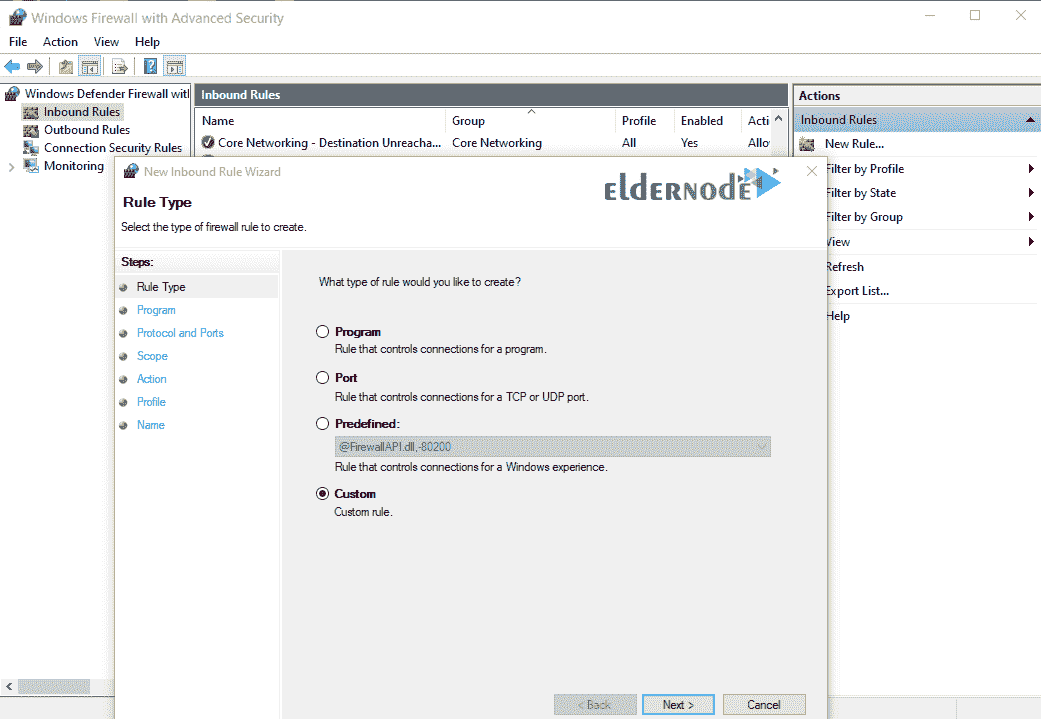 Windows Firewall with Advanced Security
File Action View Help
Windows Defender Firewall with
Inbound Rules
Outbound Rules
Connection Security Rules
Monitoring
Inbound Rules
Name Group Profile Enabled Acti
Core Networking - Destination Unreacha... Core Networking All Yes Allo
Actions
Inbound Rules
New Rule...
Filter by Profile
Filter by State
Filter by Group
View
Refresh
Export List...
Help
New Inbound Rule Wizard
ELDERNODE
Rule Type
Select the type of firewall rule to create.
Steps:
Rule Type
Program
Protocol and Ports
Scope
Action
Profile
Name
What type of rule would you like to create?
Program
Rule that controls connections for a program.
Port
Rule that controls connections for a TCP or UDP port.
Predefined:
@FirewallAPI.dll,-80200
Rule that controls connections for a Windows experience.
Custom
Custom rule.
< Back Next > Cancel